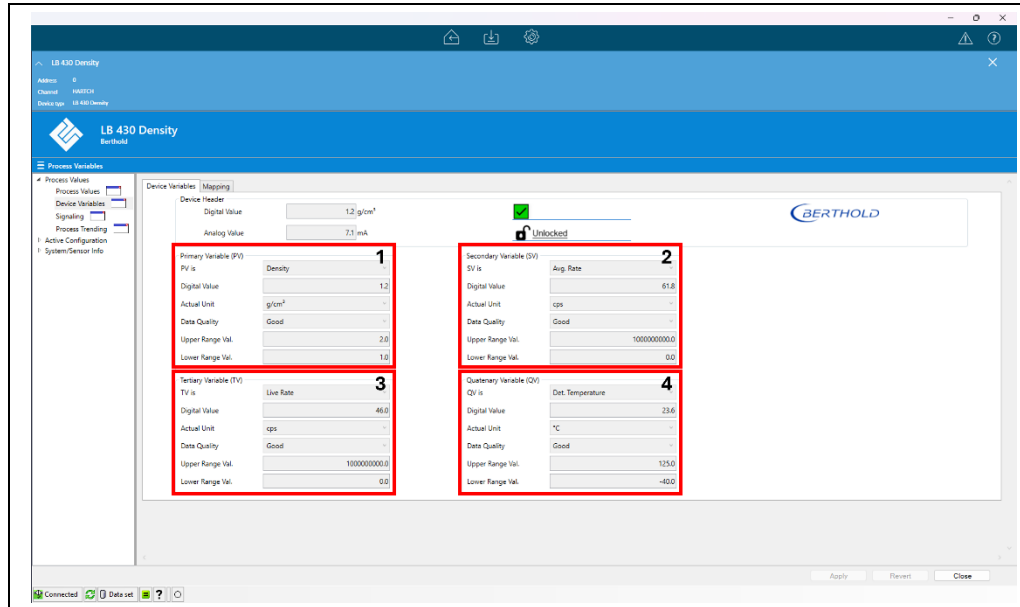 LB 430 Density
Address 0
Channel HARTCH
Device typ LB 430 Density
LB 430 Density
Berthold
Process Variables
Process Values
Process Values
Device Variables
Signaling
Process Trending
Active Configuration
System/Sensor Info
Device Variables Mapping
Device Header
Digital Value 1.2 g/cm³
Analog Value 7.1 mA
Unlocked
BERTHOLD
Primary Variable (PV) 1
PV is Density
Digital Value 1.2
Actual Unit g/cm³
Data Quality Good
Upper Range Val. 2.0
Lower Range Val. 1.0
Secondary Variable (SV) 2
SV is Avg. Rate
Digital Value 61.8
Actual Unit cps
Data Quality Good
Upper Range Val. 1000000000.0
Lower Range Val. 0.0
Tertiary Variable (TV) 3
TV is Live Rate
Digital Value 46.0
Actual Unit cps
Data Quality Good
Upper Range Val. 1000000000.0
Lower Range Val. 0.0
Quatenary Variable (QV) 4
QV is Det. Temperature
Digital Value 23.6
Actual Unit °C
Data Quality Good
Upper Range Val. 125.0
Lower Range Val. -40.0
Apply Revert Close
Connected Data set ?